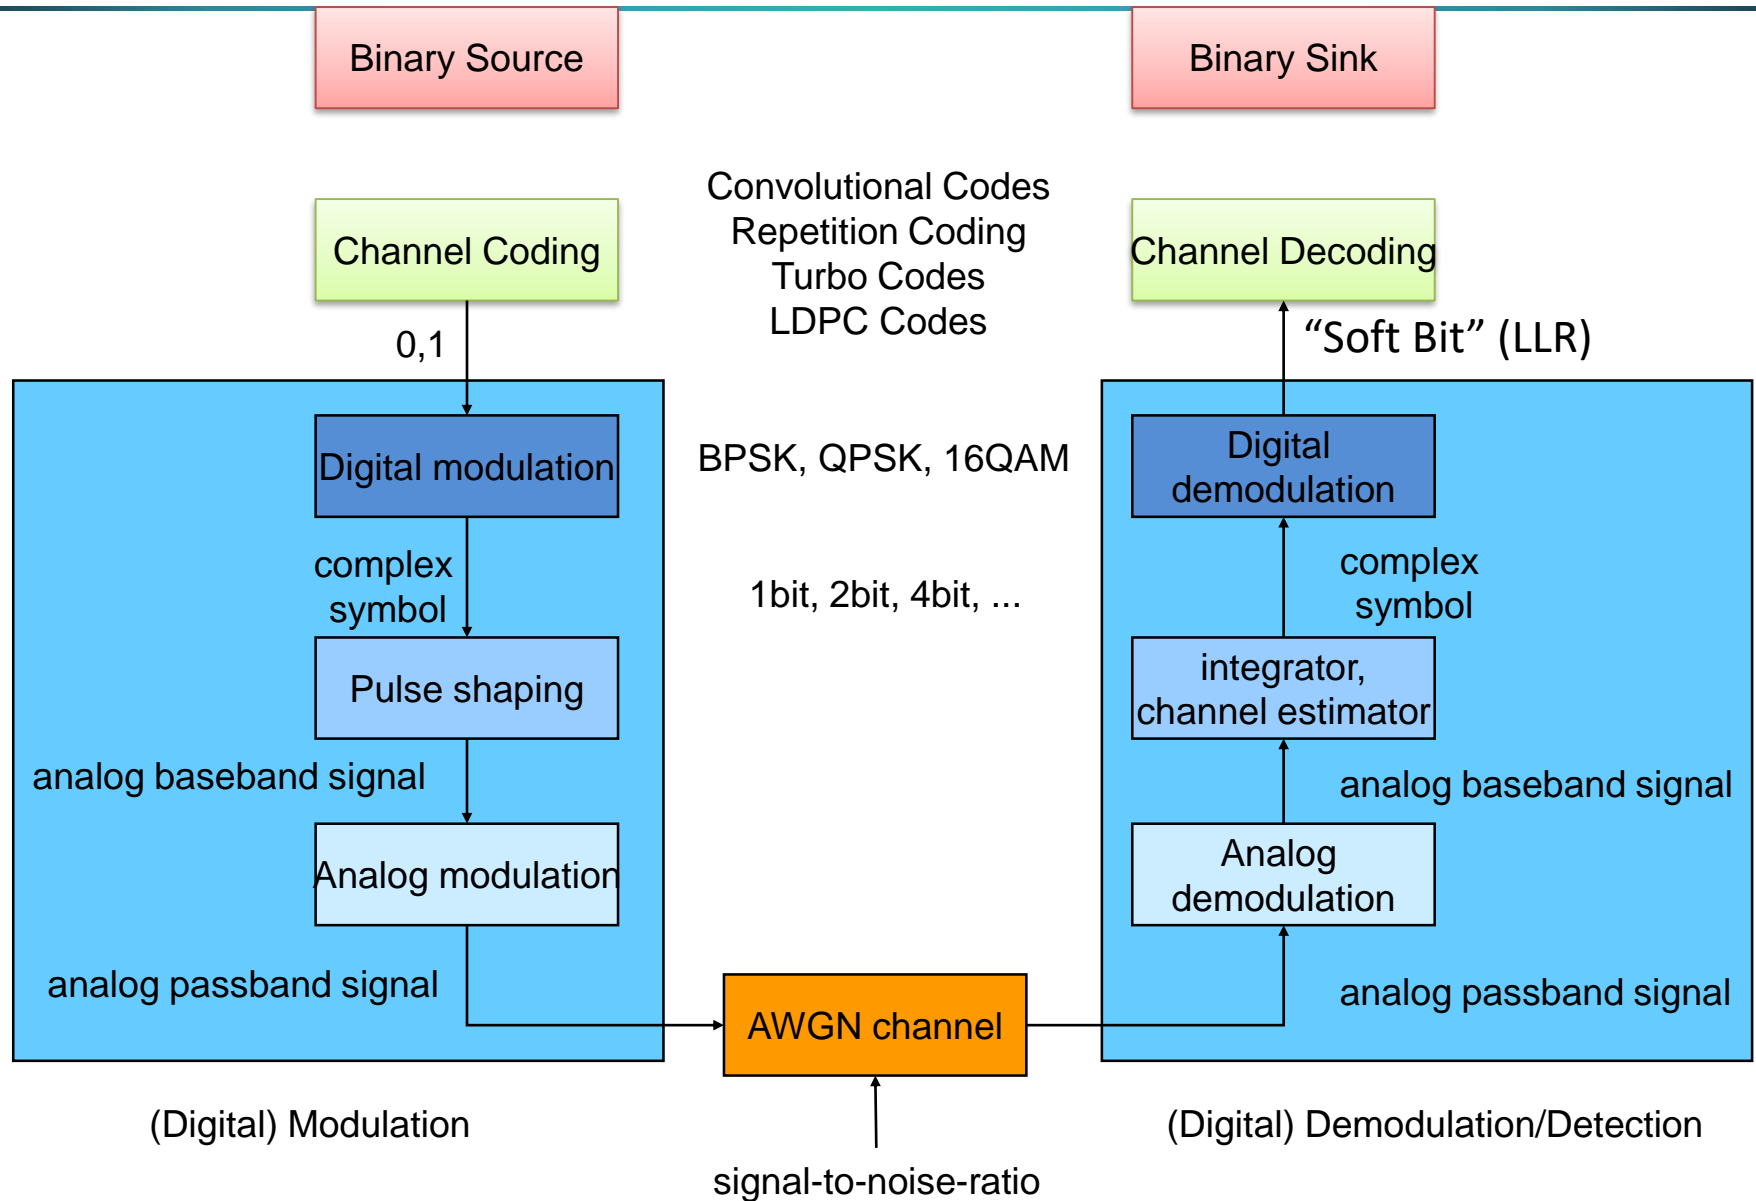 Binary Source
Binary Sink
Convolutional Codes
Repetition Coding
Turbo Codes
LDPC Codes
Channel Coding
Channel Decoding
0,1
“Soft Bit” (LLR)
Digital modulation
BPSK, QPSK, 16QAM
Digital
demodulation
complex
symbol
1bit, 2bit, 4bit, ...
complex
symbol
Pulse shaping
integrator,
channel estimator
analog baseband signal
analog baseband signal
Analog modulation
Analog
demodulation
analog passband signal
analog passband signal
AWGN channel
(Digital) Modulation
(Digital) Demodulation/Detection
signal-to-noise-ratio